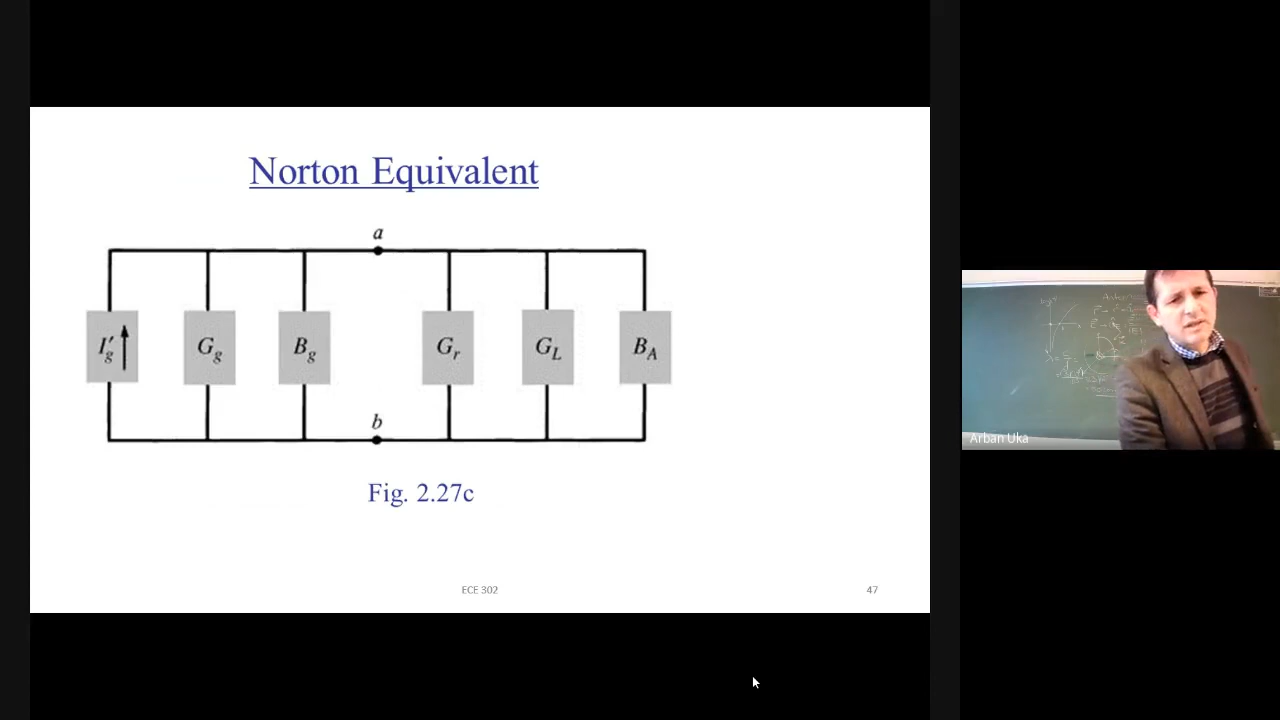 Norton Equivalent
a
I′g Gg Bg Gr GL BA
b
Fig. 2.27c
ECE 302
47
Arban Uka